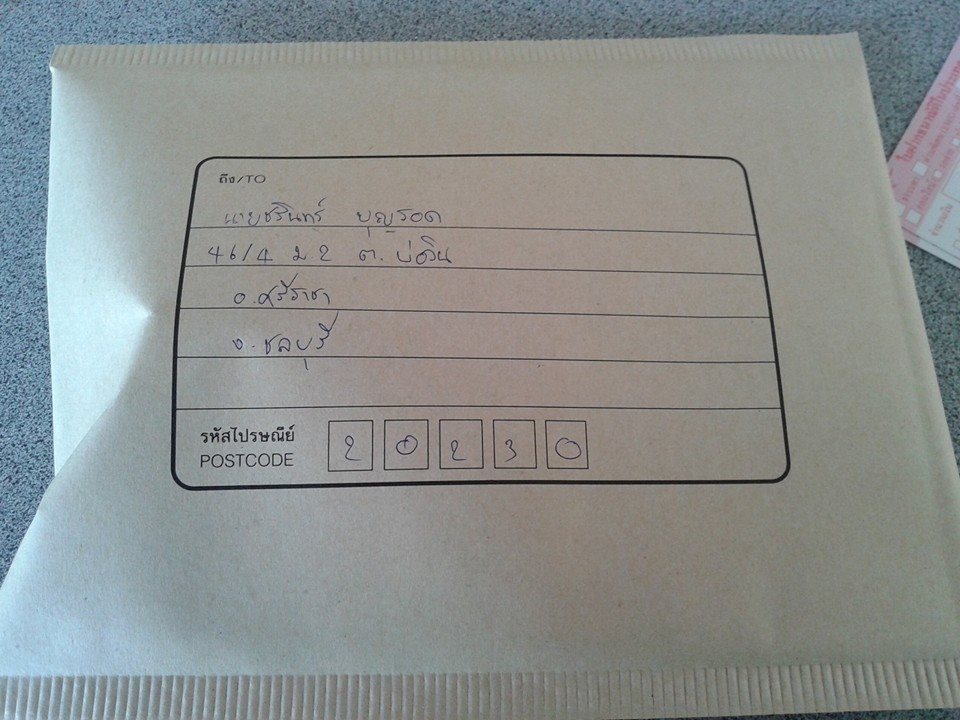 ถึง/TO
นายชรินทร์ บุญรอด
46/4 ม.2 ต. บ่อวิน
อ.ศรีราชา
จ.ชลบุรี
รหัสไปรษณีย์
POSTCODE
20230